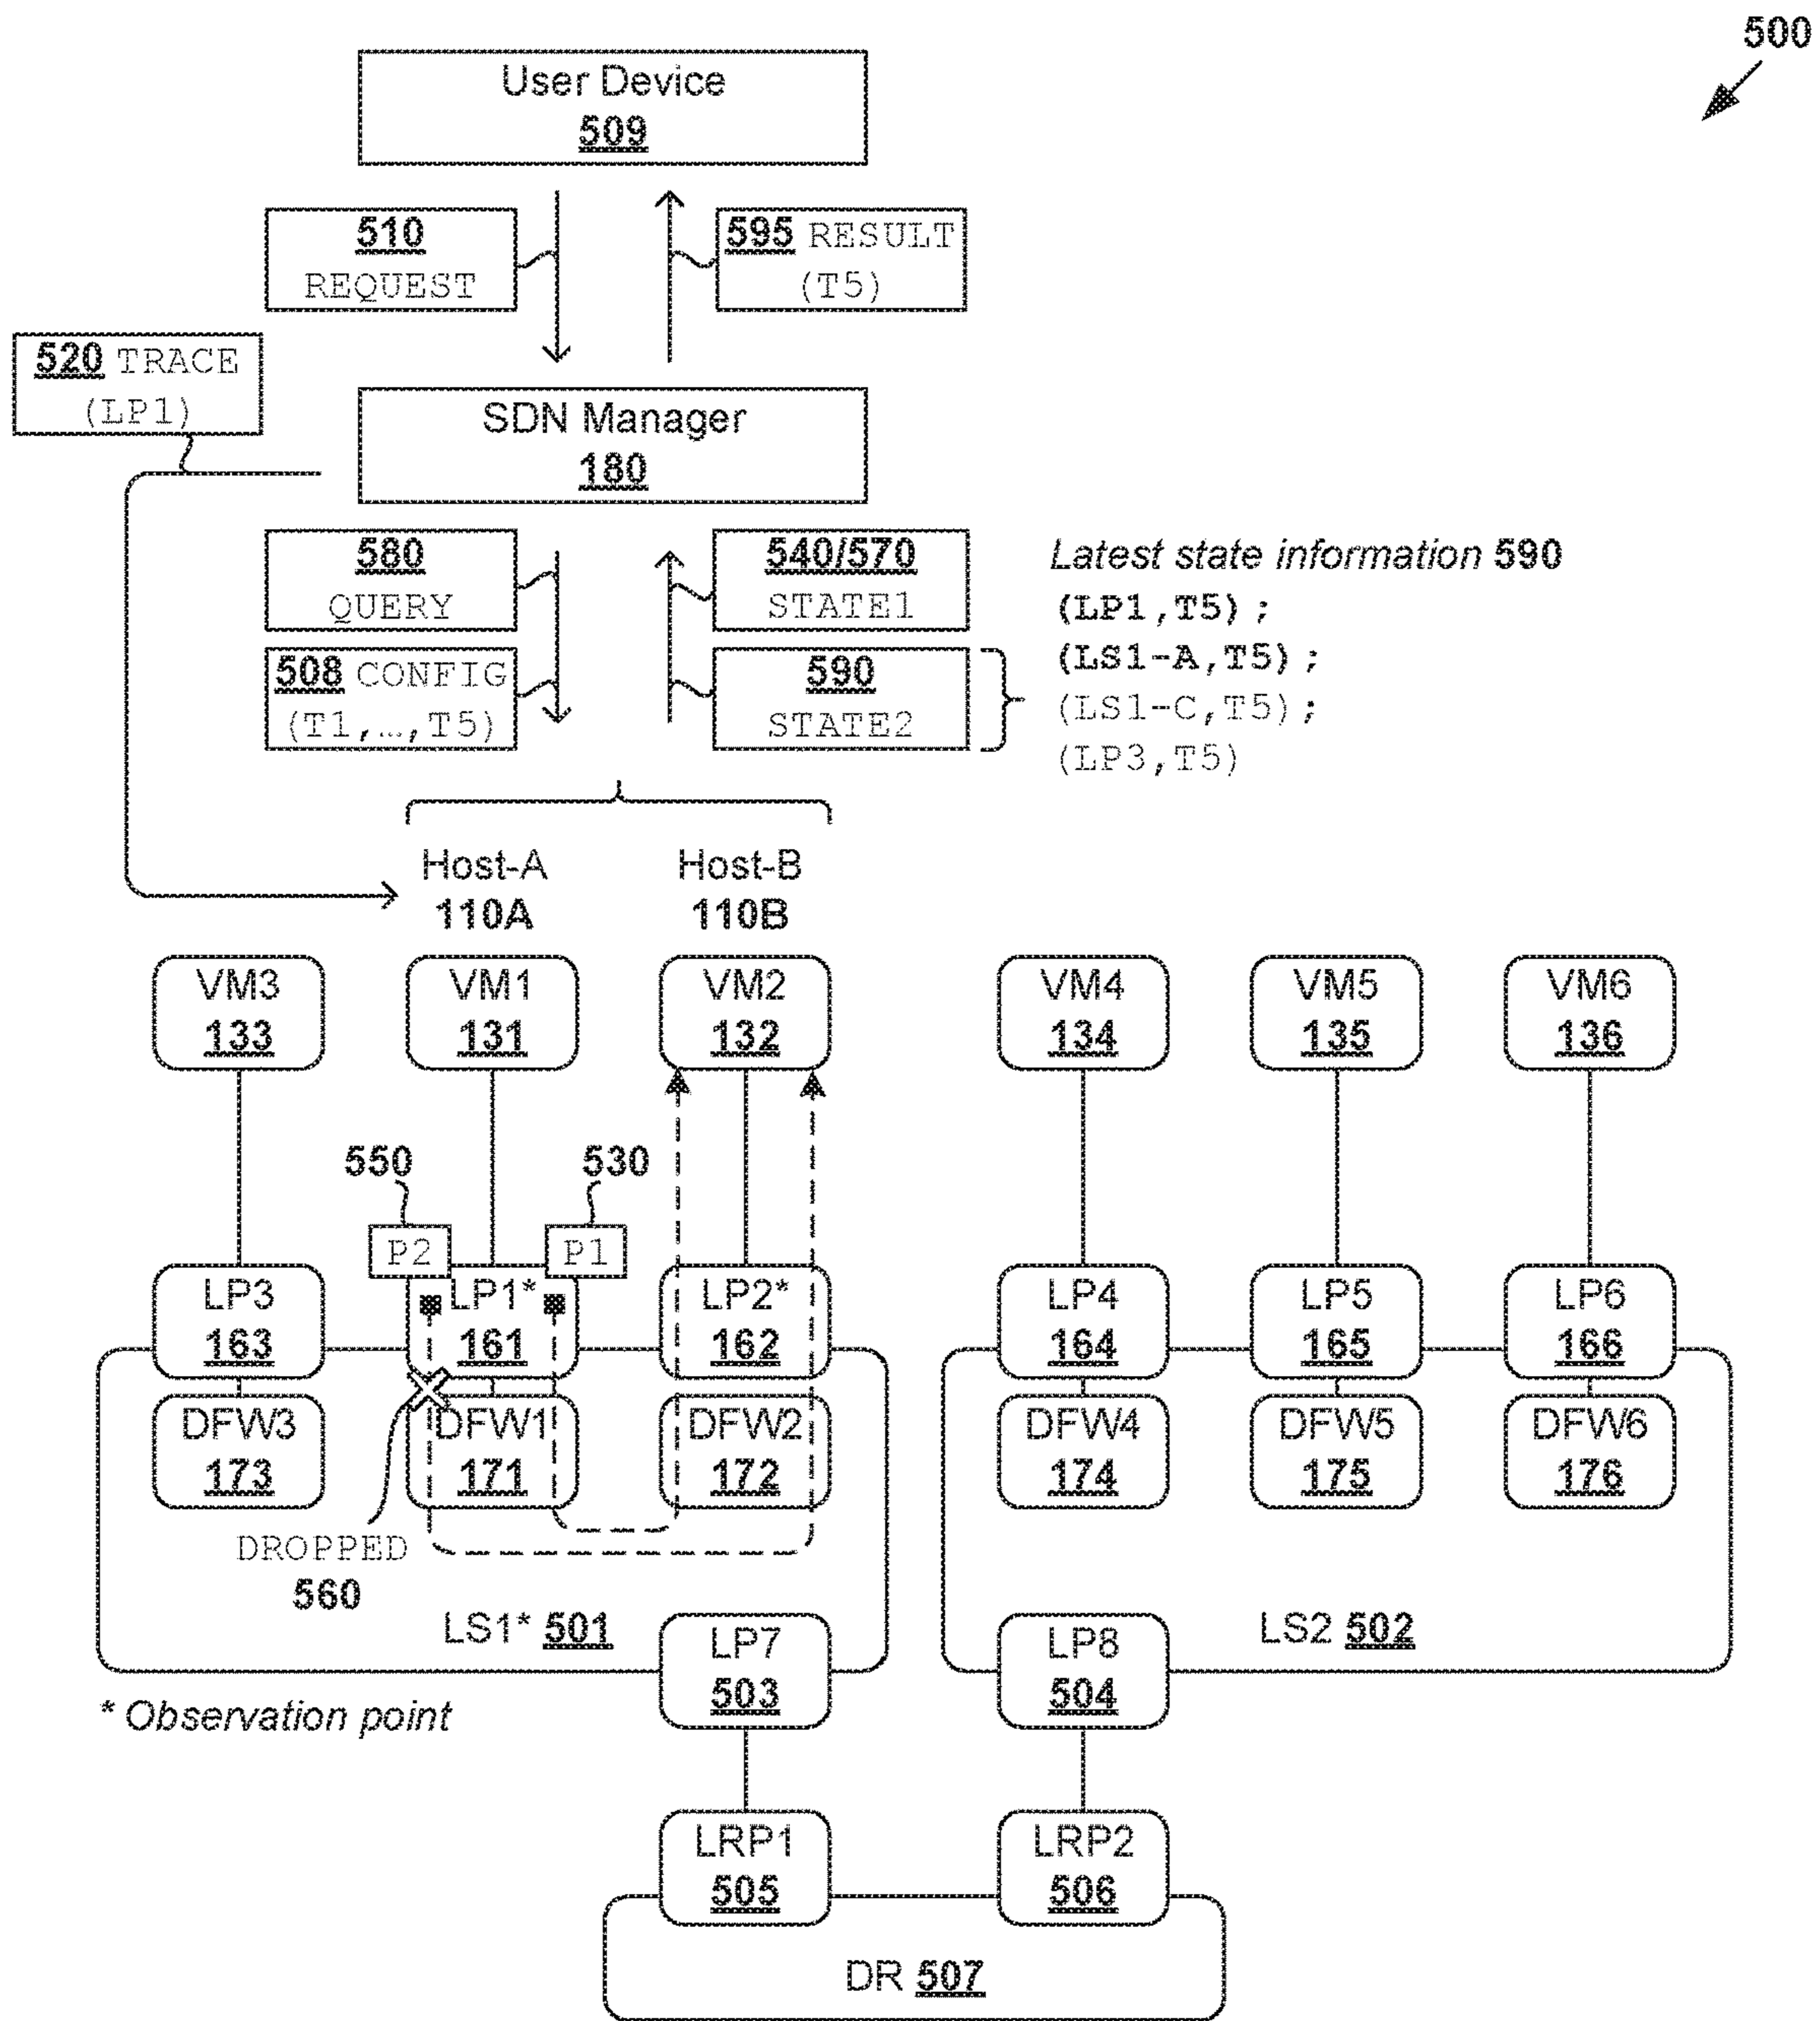 500
User Device
509
510
REQUEST
595 RESULT
(T5)
520 TRACE
(LP1)
SDN Manager
180
580
QUERY
540/570
STATE1
508 CONFIG
(T1,…,T5)
590
STATE2
Latest state information 590
(LP1,T5);
(LS1-A,T5);
(LS1-C,T5);
(LP3,T5)
Host-A
110A
Host-B
110B
VM3
133
VM1
131
VM2
132
VM4
134
VM5
135
VM6
136
550
530
P2
P1
LP3
163
LP1*
161
LP2*
162
LP4
164
LP5
165
LP6
166
DFW3
173
DFW1
171
DFW2
172
DFW4
174
DFW5
175
DFW6
176
DROPPED
560
LS1* 501
LP7
503
LP8
504
LS2 502
* Observation point
LRP1
505
LRP2
506
DR 507